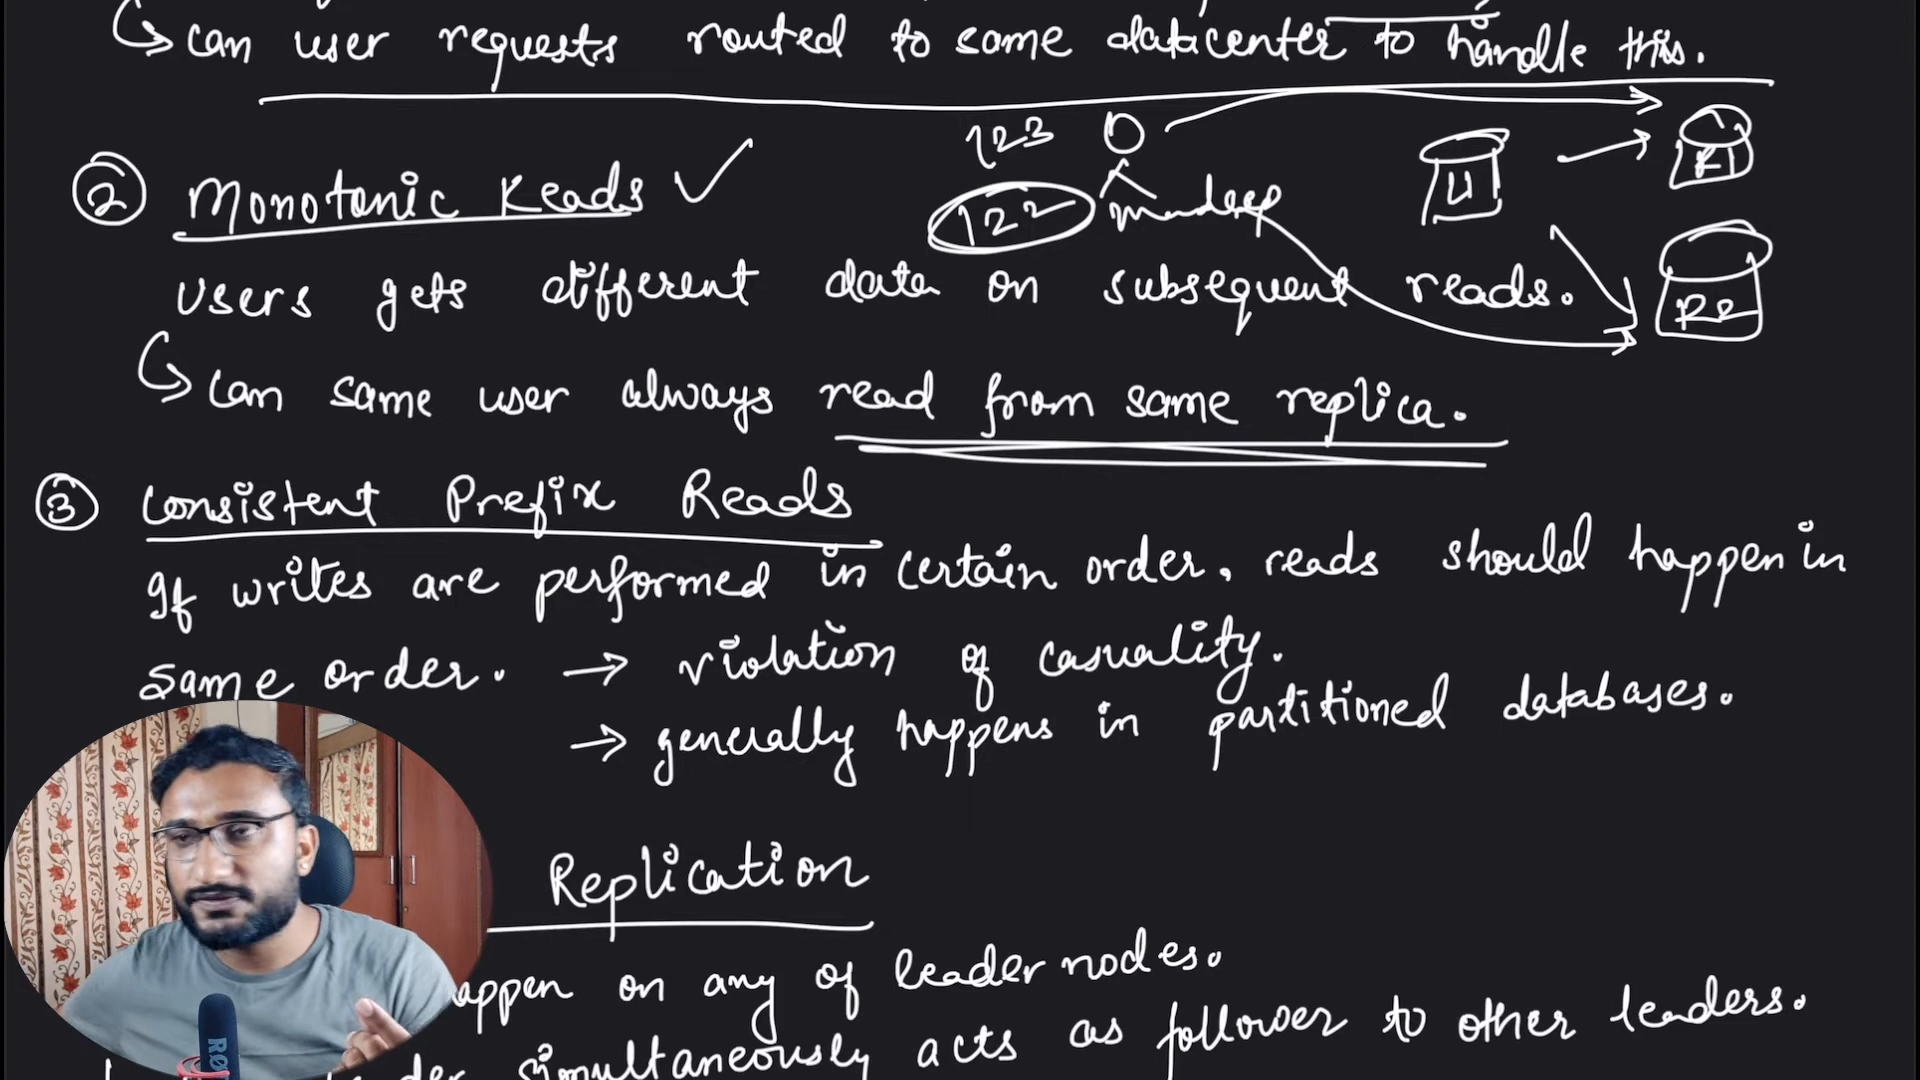 ↳ can user requests routed to same datacenter to handle this.
123
② Monotonic Reads ✓
122
L1
R1
users gets different data on subsequent reads.
R2
↳ can same user always read from same replica.
③ Consistent Prefix Reads
If writes are performed in certain order, reads should happen in
same order. → violation of casuality.
→ generally happens in partitioned databases.
Replication
happen on any of leader nodes.
simultaneously acts as follower to other leaders.